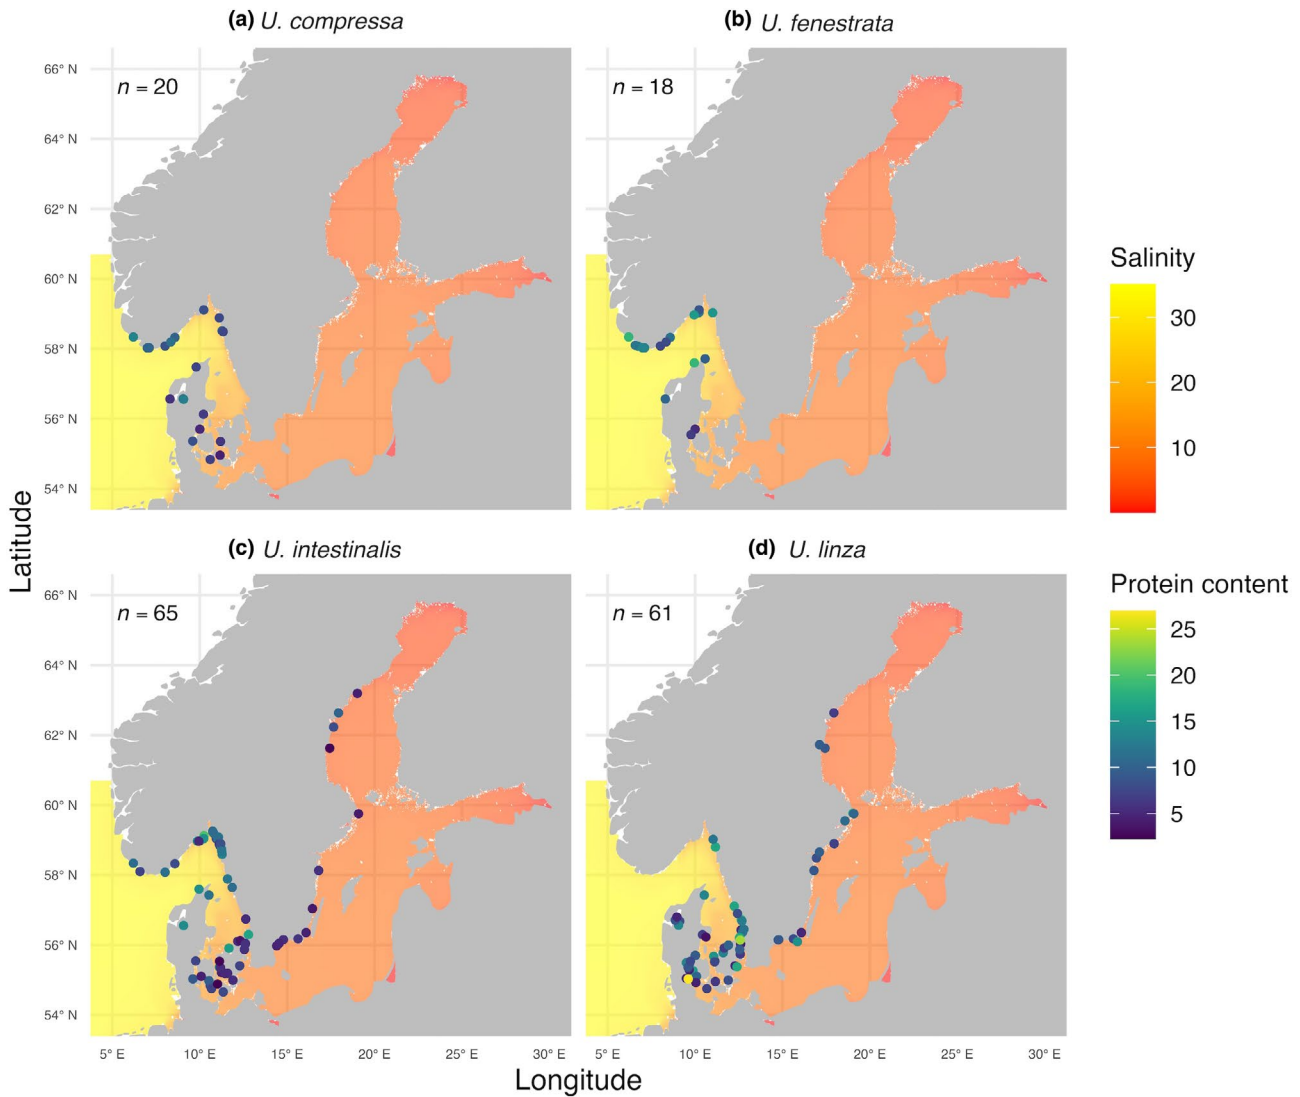 (a) U. compressa
(b) U. fenestrata
66° N
64° N
62° N
60° N
58° N
56° N
54° N
n = 20
n = 18
Salinity
30
20
10
Latitude
(c) U. intestinalis
(d) U. linza
66° N
64° N
62° N
60° N
58° N
56° N
54° N
n = 65
n = 61
Protein content
25
20
15
10
5
5° E 10° E 15° E 20° E 25° E 30° E
5° E 10° E 15° E 20° E 25° E 30° E
Longitude